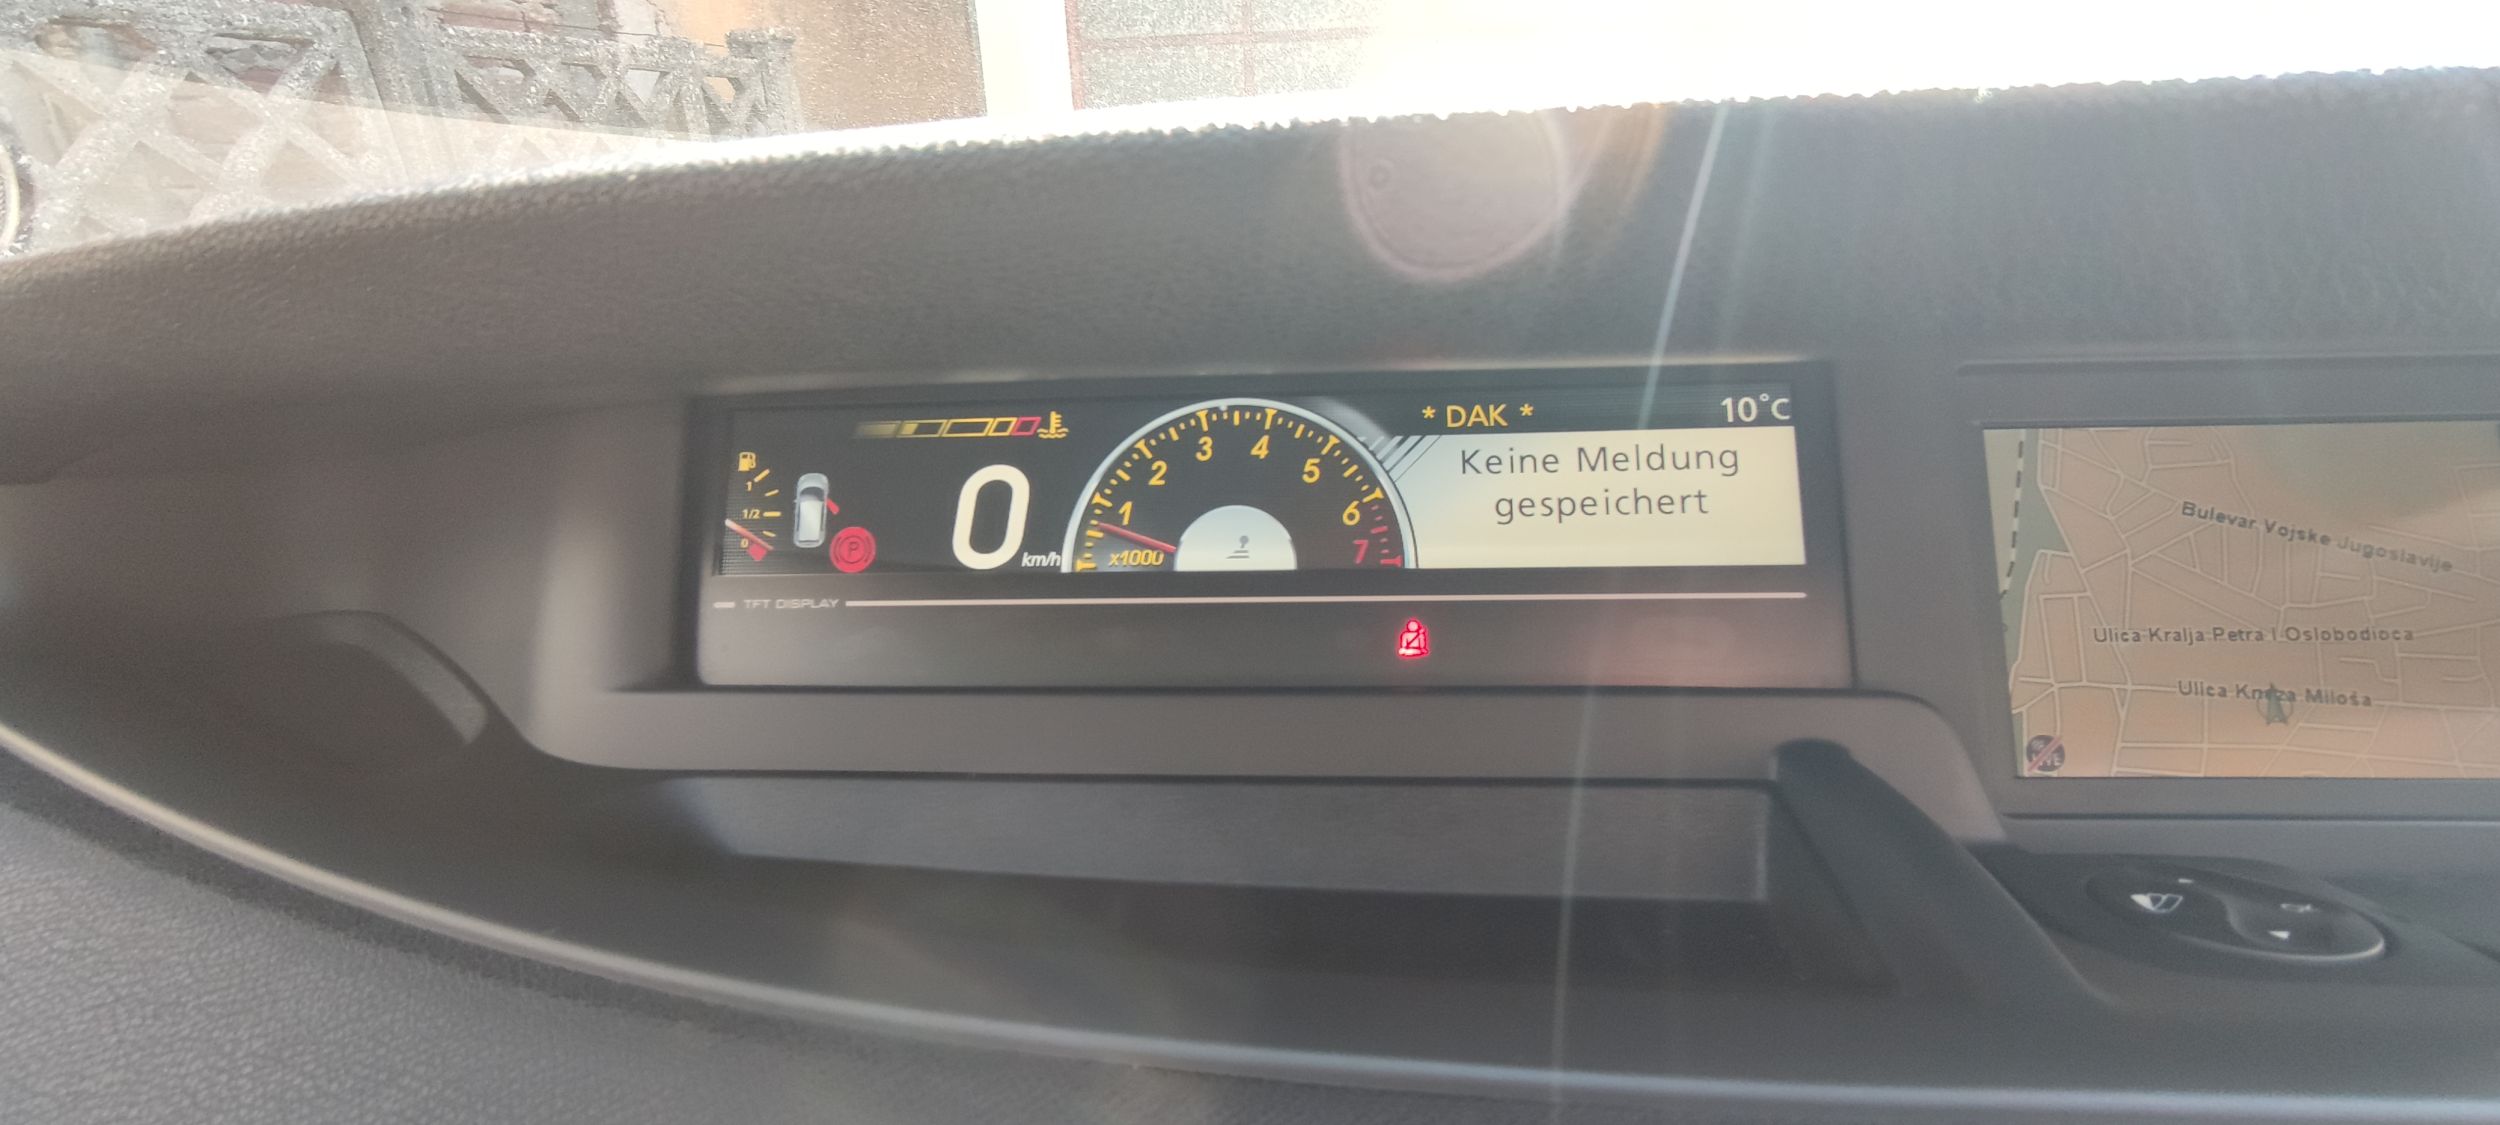 * DAK *
10°C
Keine Meldung
gespeichert
1
1/2
0
P
0
km/h
1
2
3
4
5
6
7
x1000
TFT DISPLAY
Bulevar Vojske Jugoslavije
Ulica Kralja Petra I Oslobodioca
Ulica Kneza Miloša